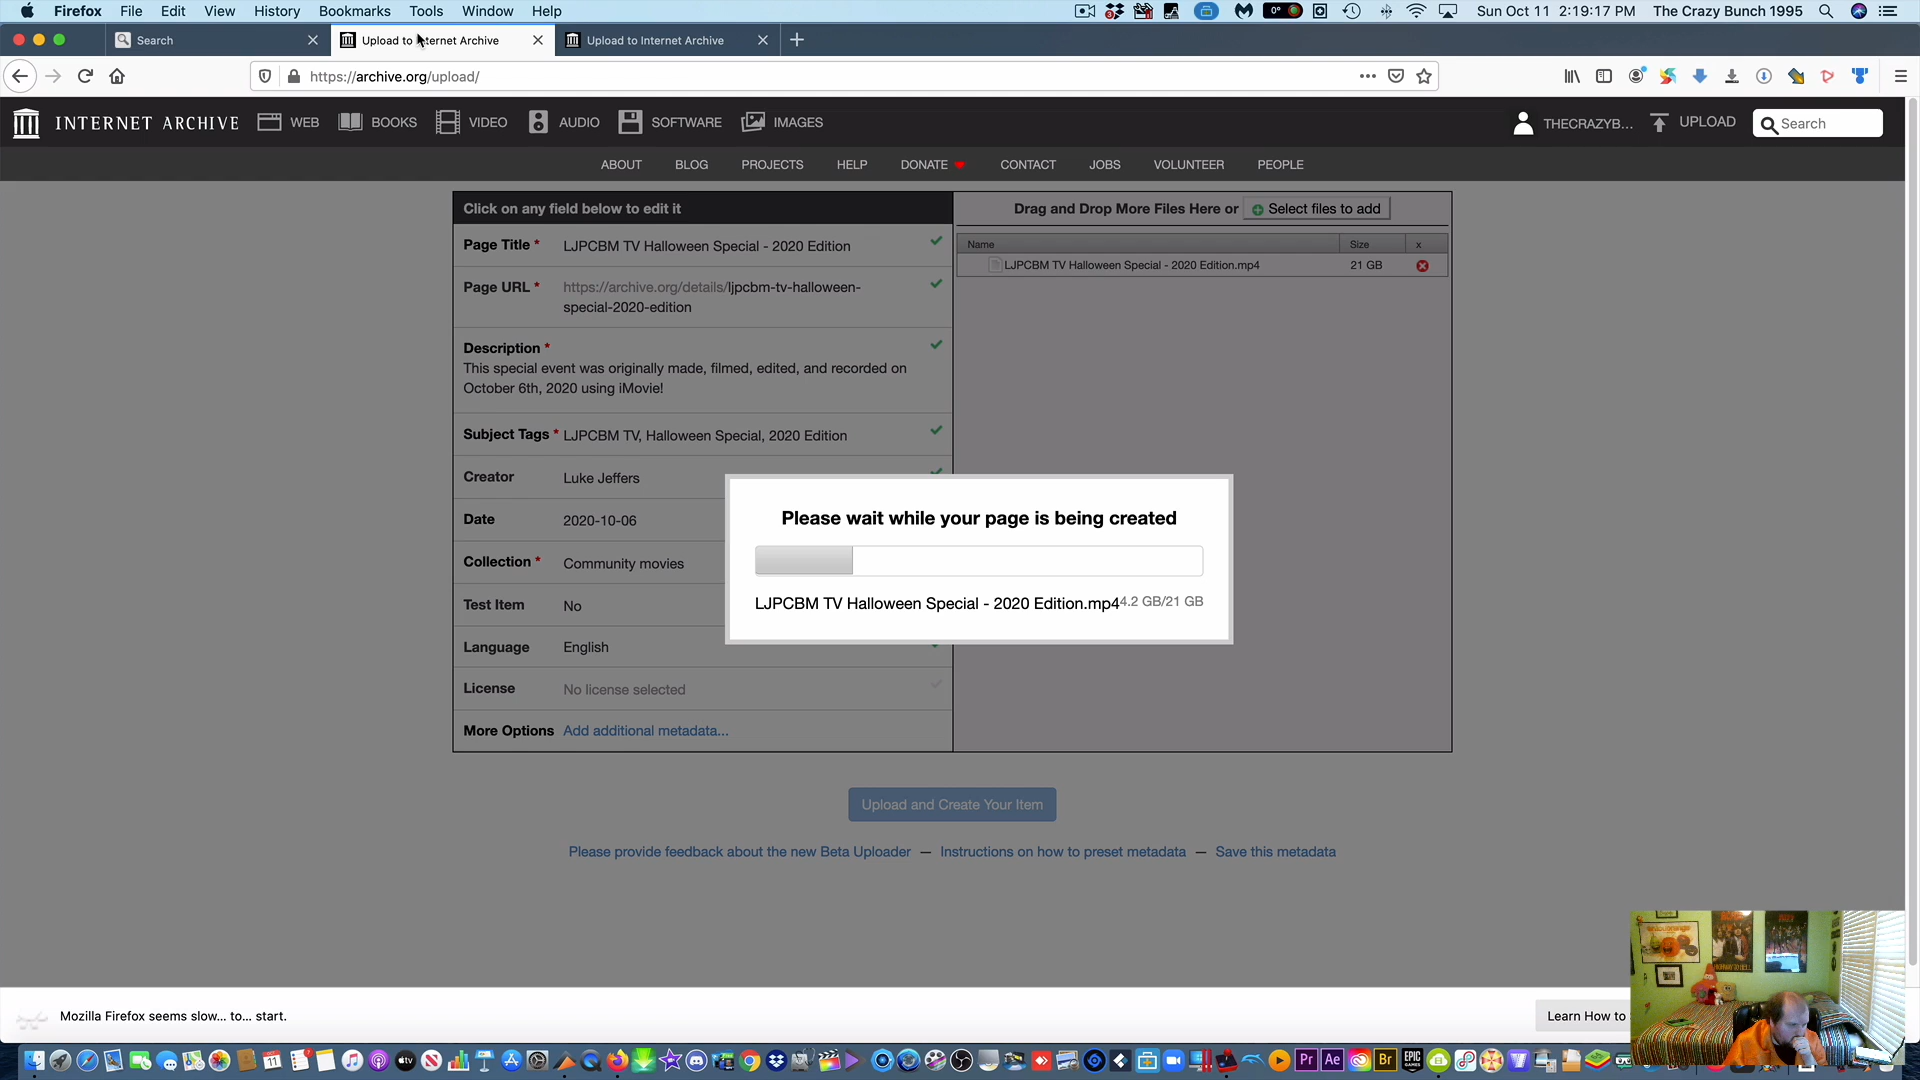 Firefox File Edit View History Bookmarks Tools Window Help
Sun Oct 11 2:19:17 PM The Crazy Bunch 1995
Search
Upload to Internet Archive
Upload to Internet Archive
https://archive.org/upload/
INTERNET ARCHIVE WEB BOOKS VIDEO AUDIO SOFTWARE IMAGES THECRAZYB... UPLOAD Search
ABOUT BLOG PROJECTS HELP DONATE CONTACT JOBS VOLUNTEER PEOPLE
Click on any field below to edit it
Page Title * LJPCBM TV Halloween Special - 2020 Edition
Page URL * https://archive.org/details/ljpcbm-tv-halloween-
special-2020-edition
Description *
This special event was originally made, filmed, edited, and recorded on
October 6th, 2020 using iMovie!
Subject Tags * LJPCBM TV, Halloween Special, 2020 Edition
Creator Luke Jeffers
Date 2020-10-06
Collection * Community movies
Test Item No
Language English
License No license selected
More Options Add additional metadata...
Drag and Drop More Files Here or Select files to add
Name Size x
LJPCBM TV Halloween Special - 2020 Edition.mp4 21 GB
Please wait while your page is being created
LJPCBM TV Halloween Special - 2020 Edition.mp4 4.2 GB/21 GB
Upload and Create Your Item
Please provide feedback about the new Beta Uploader — Instructions on how to preset metadata — Save this metadata
Mozilla Firefox seems slow... to... start.
Learn How to